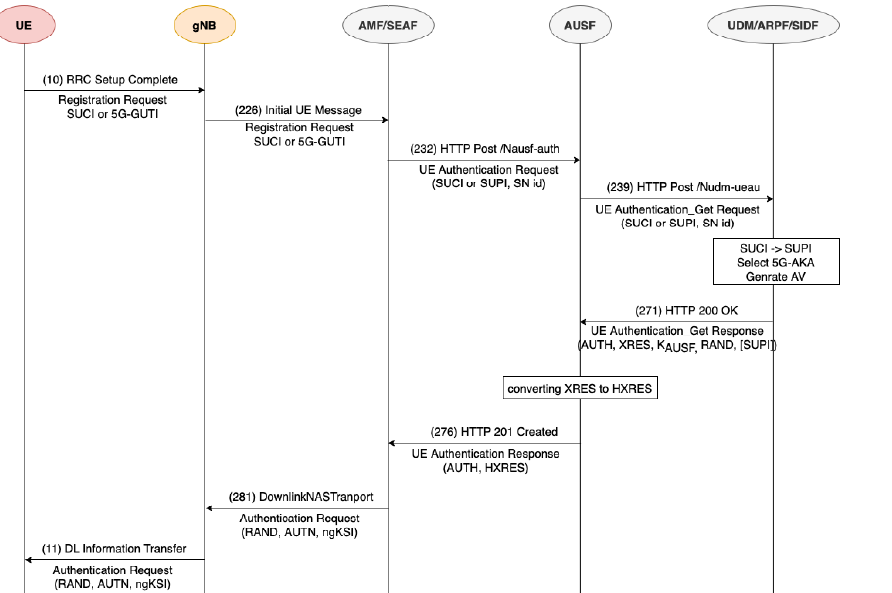 UE
gNB
AMF/SEAF
AUSF
UDM/ARPF/SIDF
(10) RRC Setup Complete
Registration Request
SUCI or 5G-GUTI
(226) Initial UE Message
Registration Request
SUCI or 5G-GUTI
(232) HTTP Post /Nausf-auth
UE Authentication Request
(SUCI or SUPI, SN id)
(239) HTTP Post /Nudm-ueau
UE Authentication_Get Request
(SUCI or SUPI, SN id)
SUCI -> SUPI
Select 5G-AKA
Genrate AV
(271) HTTP 200 OK
UE Authentication_Get Response
(AUTH, XRES, KAUSF, RAND, [SUPI])
converting XRES to HXRES
(276) HTTP 201 Created
UE Authentication Response
(AUTH, HXRES)
(281) DownlinkNASTranport
Authentication Request
(RAND, AUTN, ngKSI)
(11) DL Information Transfer
Authentication Request
(RAND, AUTN, ngKSI)